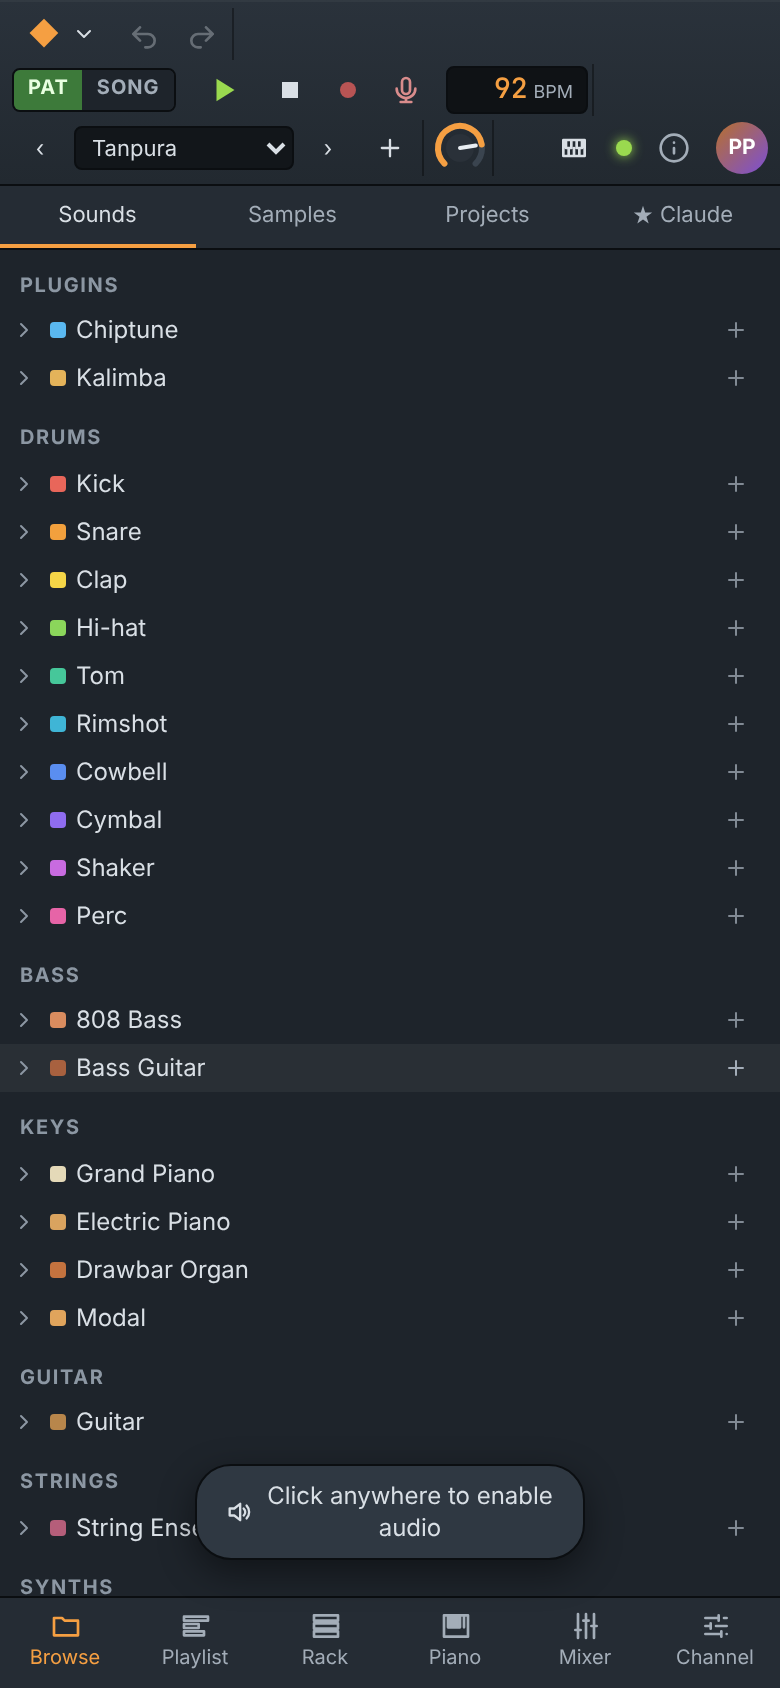 PAT SONG 92 BPM
‹ Tanpura › + PP
Sounds Samples Projects ★ Claude
PLUGINS
Chiptune +
Kalimba +
DRUMS
Kick +
Snare +
Clap +
Hi-hat +
Tom +
Rimshot +
Cowbell +
Cymbal +
Shaker +
Perc +
BASS
808 Bass +
Bass Guitar +
KEYS
Grand Piano +
Electric Piano +
Drawbar Organ +
Modal +
GUITAR
Guitar +
STRINGS
String +
Click anywhere to enable
audio
SYNTHS
Browse Playlist Rack Piano Mixer Channel